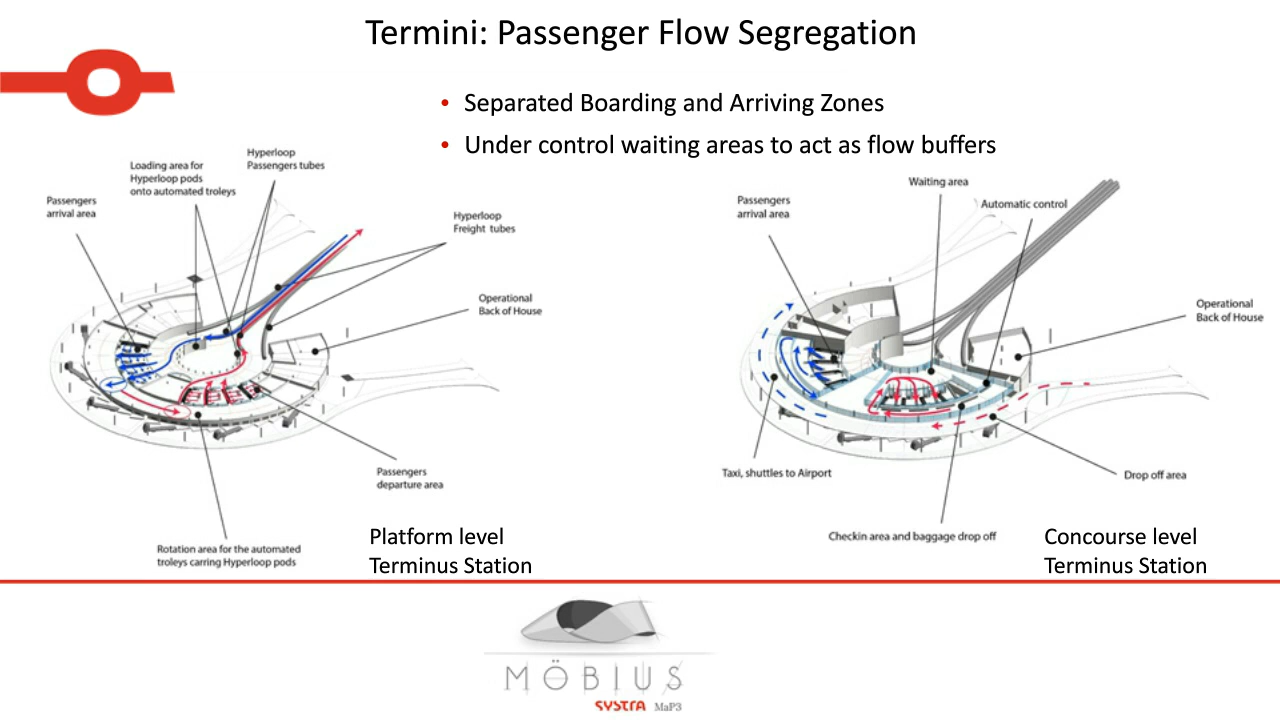 Termini: Passenger Flow Segregation
• Separated Boarding and Arriving Zones
• Under control waiting areas to act as flow buffers
Hyperloop
Passengers tubes
Loading area for
Hyperloop pods
onto automated troleys
Passengers
arrival area
Hyperloop
Freight tubes
Operational
Back of House
Passengers
departure area
Rotation area for the automated
troleys carring Hyperloop pods
Platform level
Terminus Station
Waiting area
Passengers
arrival area
Automatic control
Operational
Back of House
Taxi, shuttles to Airport
Drop off area
Checkin area and baggage drop off
Concourse level
Terminus Station
MÖBIUS
SYSTRA MaP3